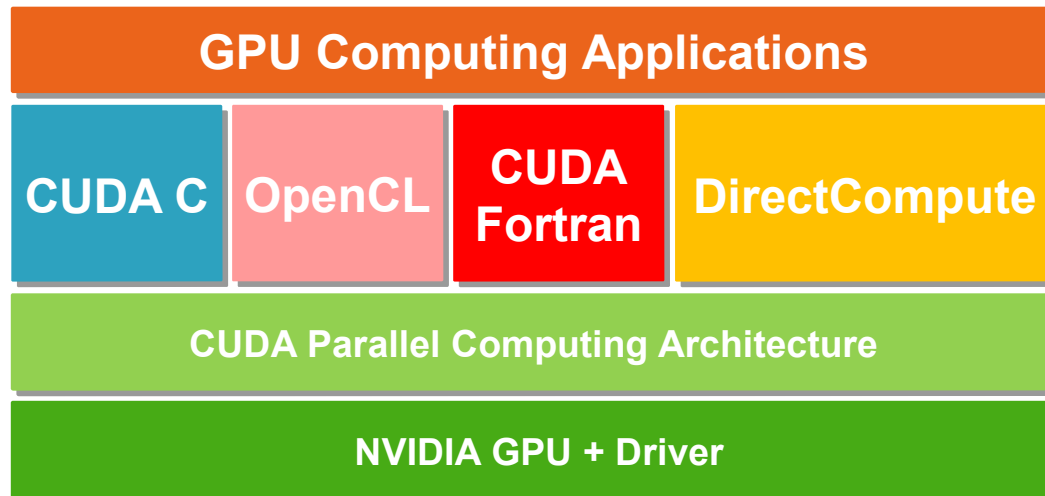 GPU Computing Applications
CUDA C
OpenCL
CUDA
Fortran
DirectCompute
CUDA Parallel Computing Architecture
NVIDIA GPU + Driver